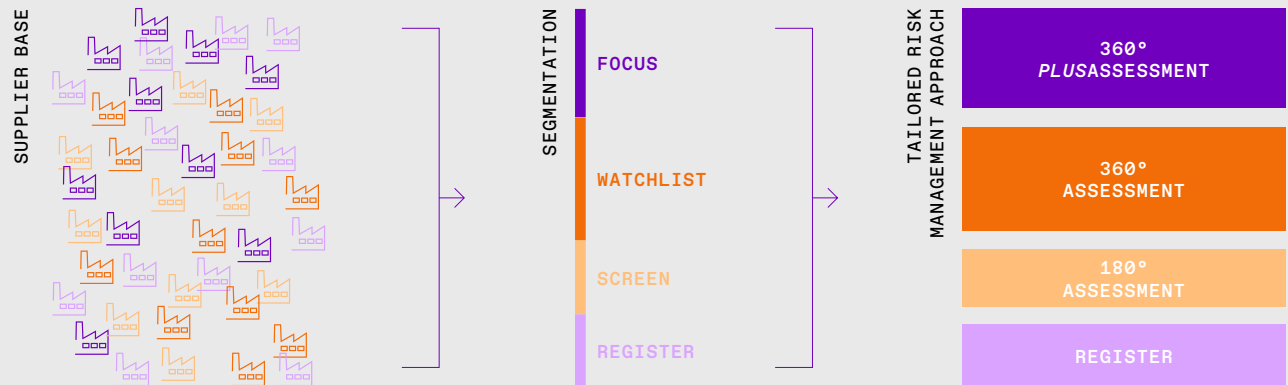 SUPPLIER BASE
SEGMENTATION
FOCUS
WATCHLIST
SCREEN
REGISTER
TAILORED RISK
MANAGEMENT APPROACH
360°
PLUSASSESSMENT
360°
ASSESSMENT
180°
ASSESSMENT
REGISTER